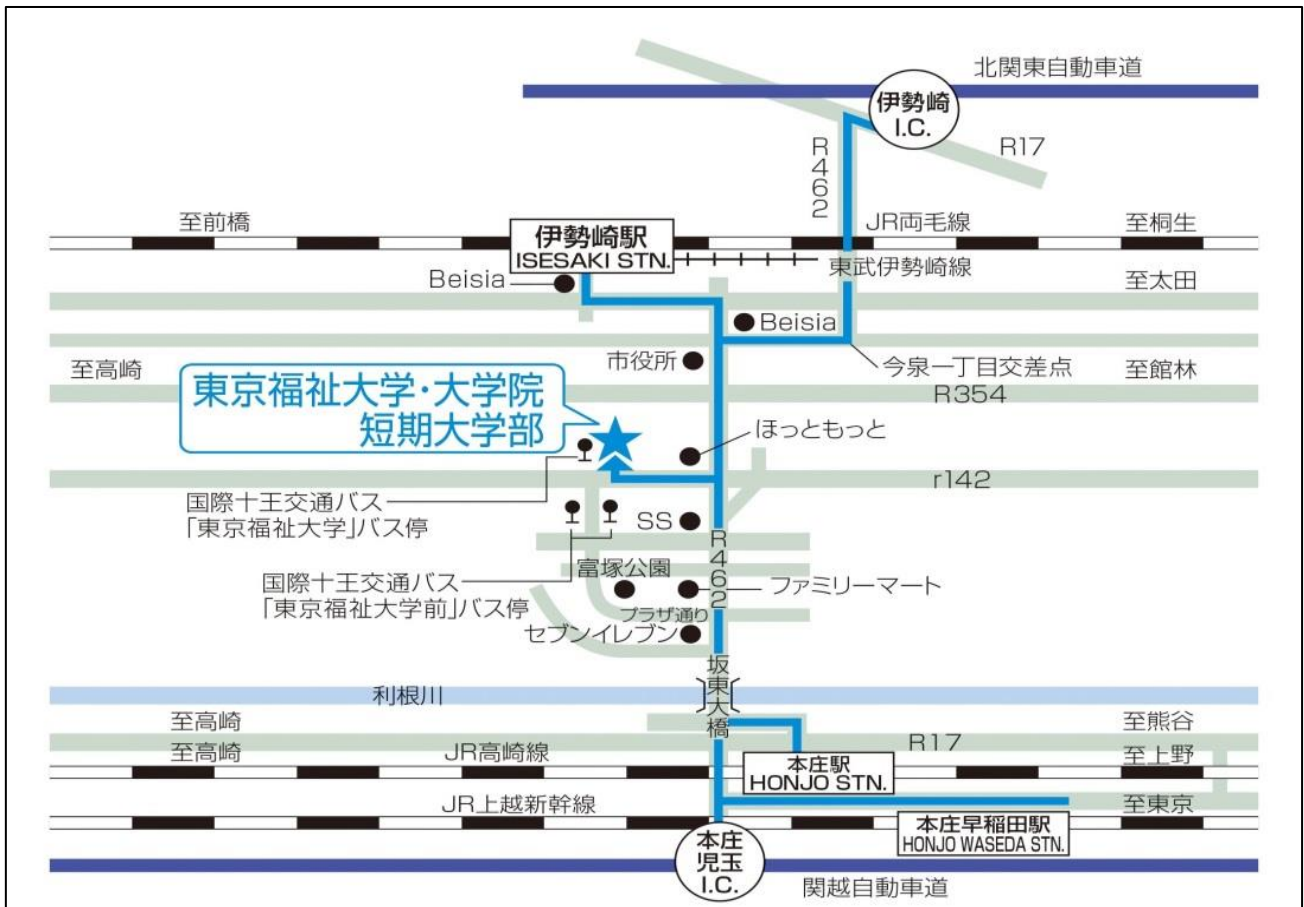 北関東自動車道
伊勢崎
I.C.
R17
R462
至前橋
JR両毛線
至桐生
伊勢崎駅
ISESAKI STN.
東武伊勢崎線
Beisia
至太田
Beisia
市役所
至高崎
今泉一丁目交差点
至館林
R354
東京福祉大学・大学院
短期大学部
ほっともっと
r142
国際十王交通バス
「東京福祉大学」バス停
SS
R462
富塚公園
国際十王交通バス
「東京福祉大学前」バス停
ファミリーマート
プラザ通り
セブンイレブン
坂東大橋
利根川
至高崎
至熊谷
R17
至高崎
JR高崎線
至上野
本庄駅
HONJO STN.
JR上越新幹線
至東京
本庄早稲田駅
HONJO WASEDA STN.
本庄
児玉
I.C.
関越自動車道